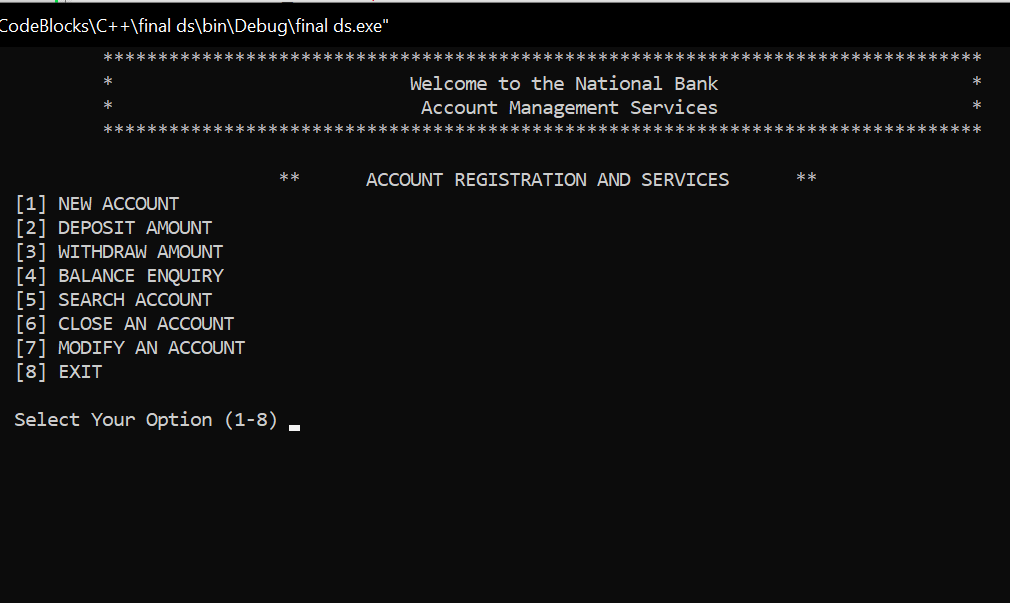 CodeBlocks\C++\final ds\bin\Debug\final ds.exe"
********************************************************************************
* Welcome to the National Bank *
* Account Management Services *
********************************************************************************
** ACCOUNT REGISTRATION AND SERVICES **
[1] NEW ACCOUNT
[2] DEPOSIT AMOUNT
[3] WITHDRAW AMOUNT
[4] BALANCE ENQUIRY
[5] SEARCH ACCOUNT
[6] CLOSE AN ACCOUNT
[7] MODIFY AN ACCOUNT
[8] EXIT
Select Your Option (1-8)